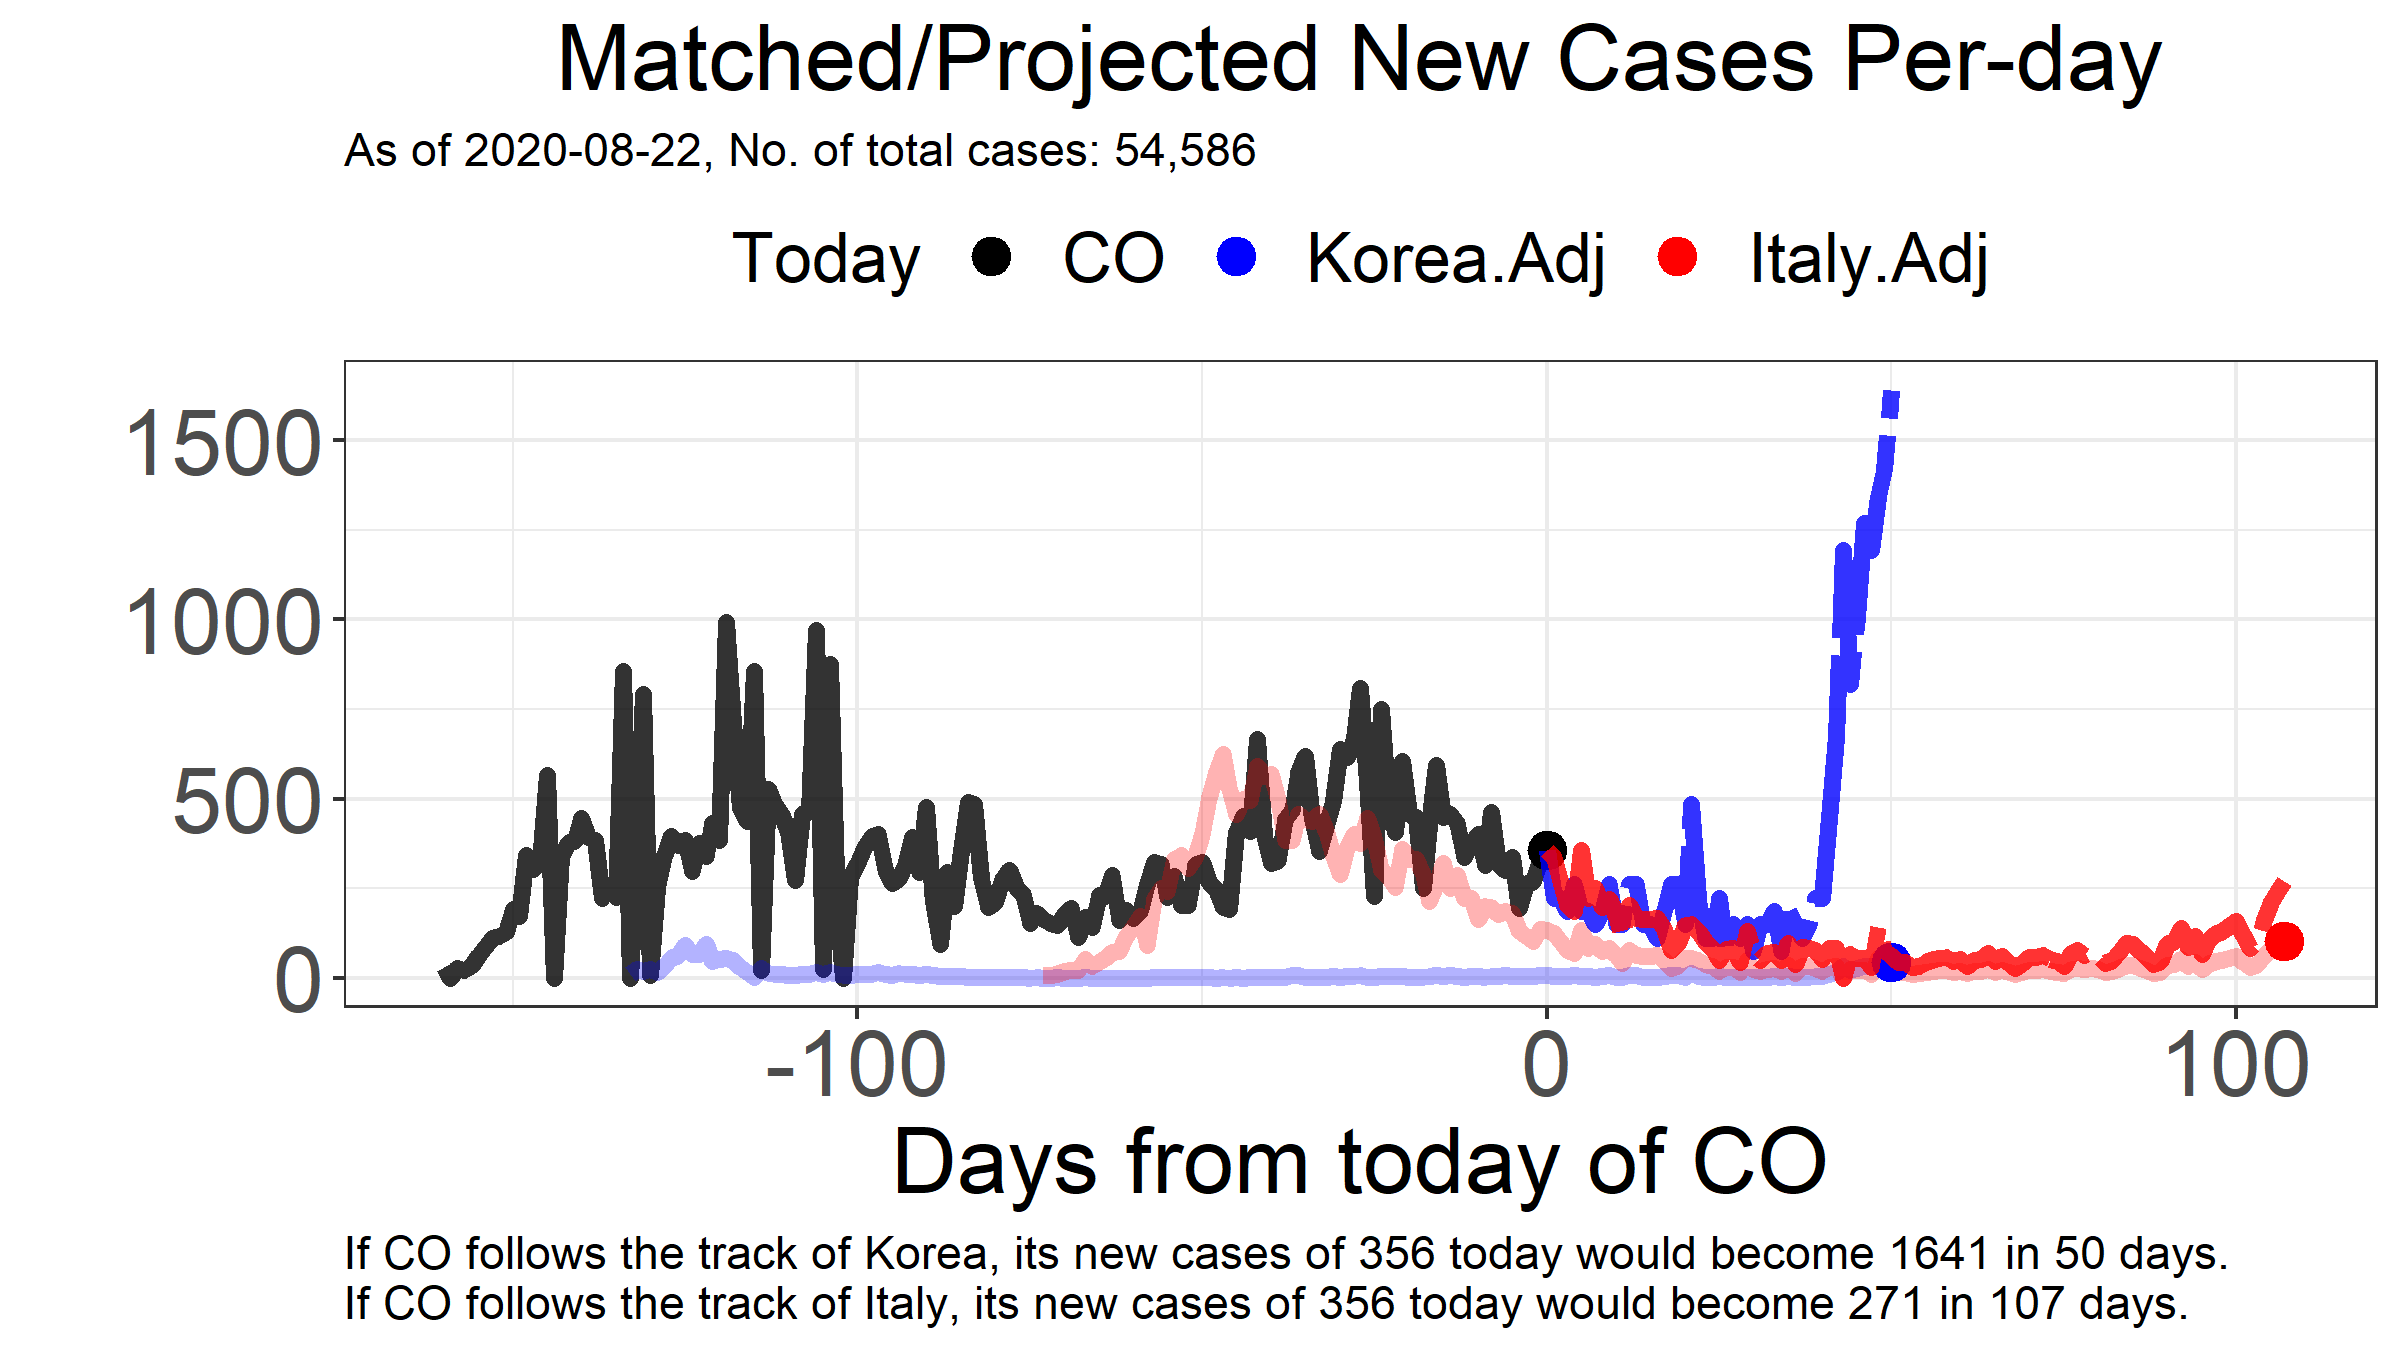 Matched/Projected New Cases Per-day
As of 2020-08-22, No. of total cases: 54,586
Today CO Korea.Adj Italy.Adj
1500
1000
500
0
-100 0 100
Days from today of CO
If CO follows the track of Korea, its new cases of 356 today would become 1641 in 50 days.
If CO follows the track of Italy, its new cases of 356 today would become 271 in 107 days.